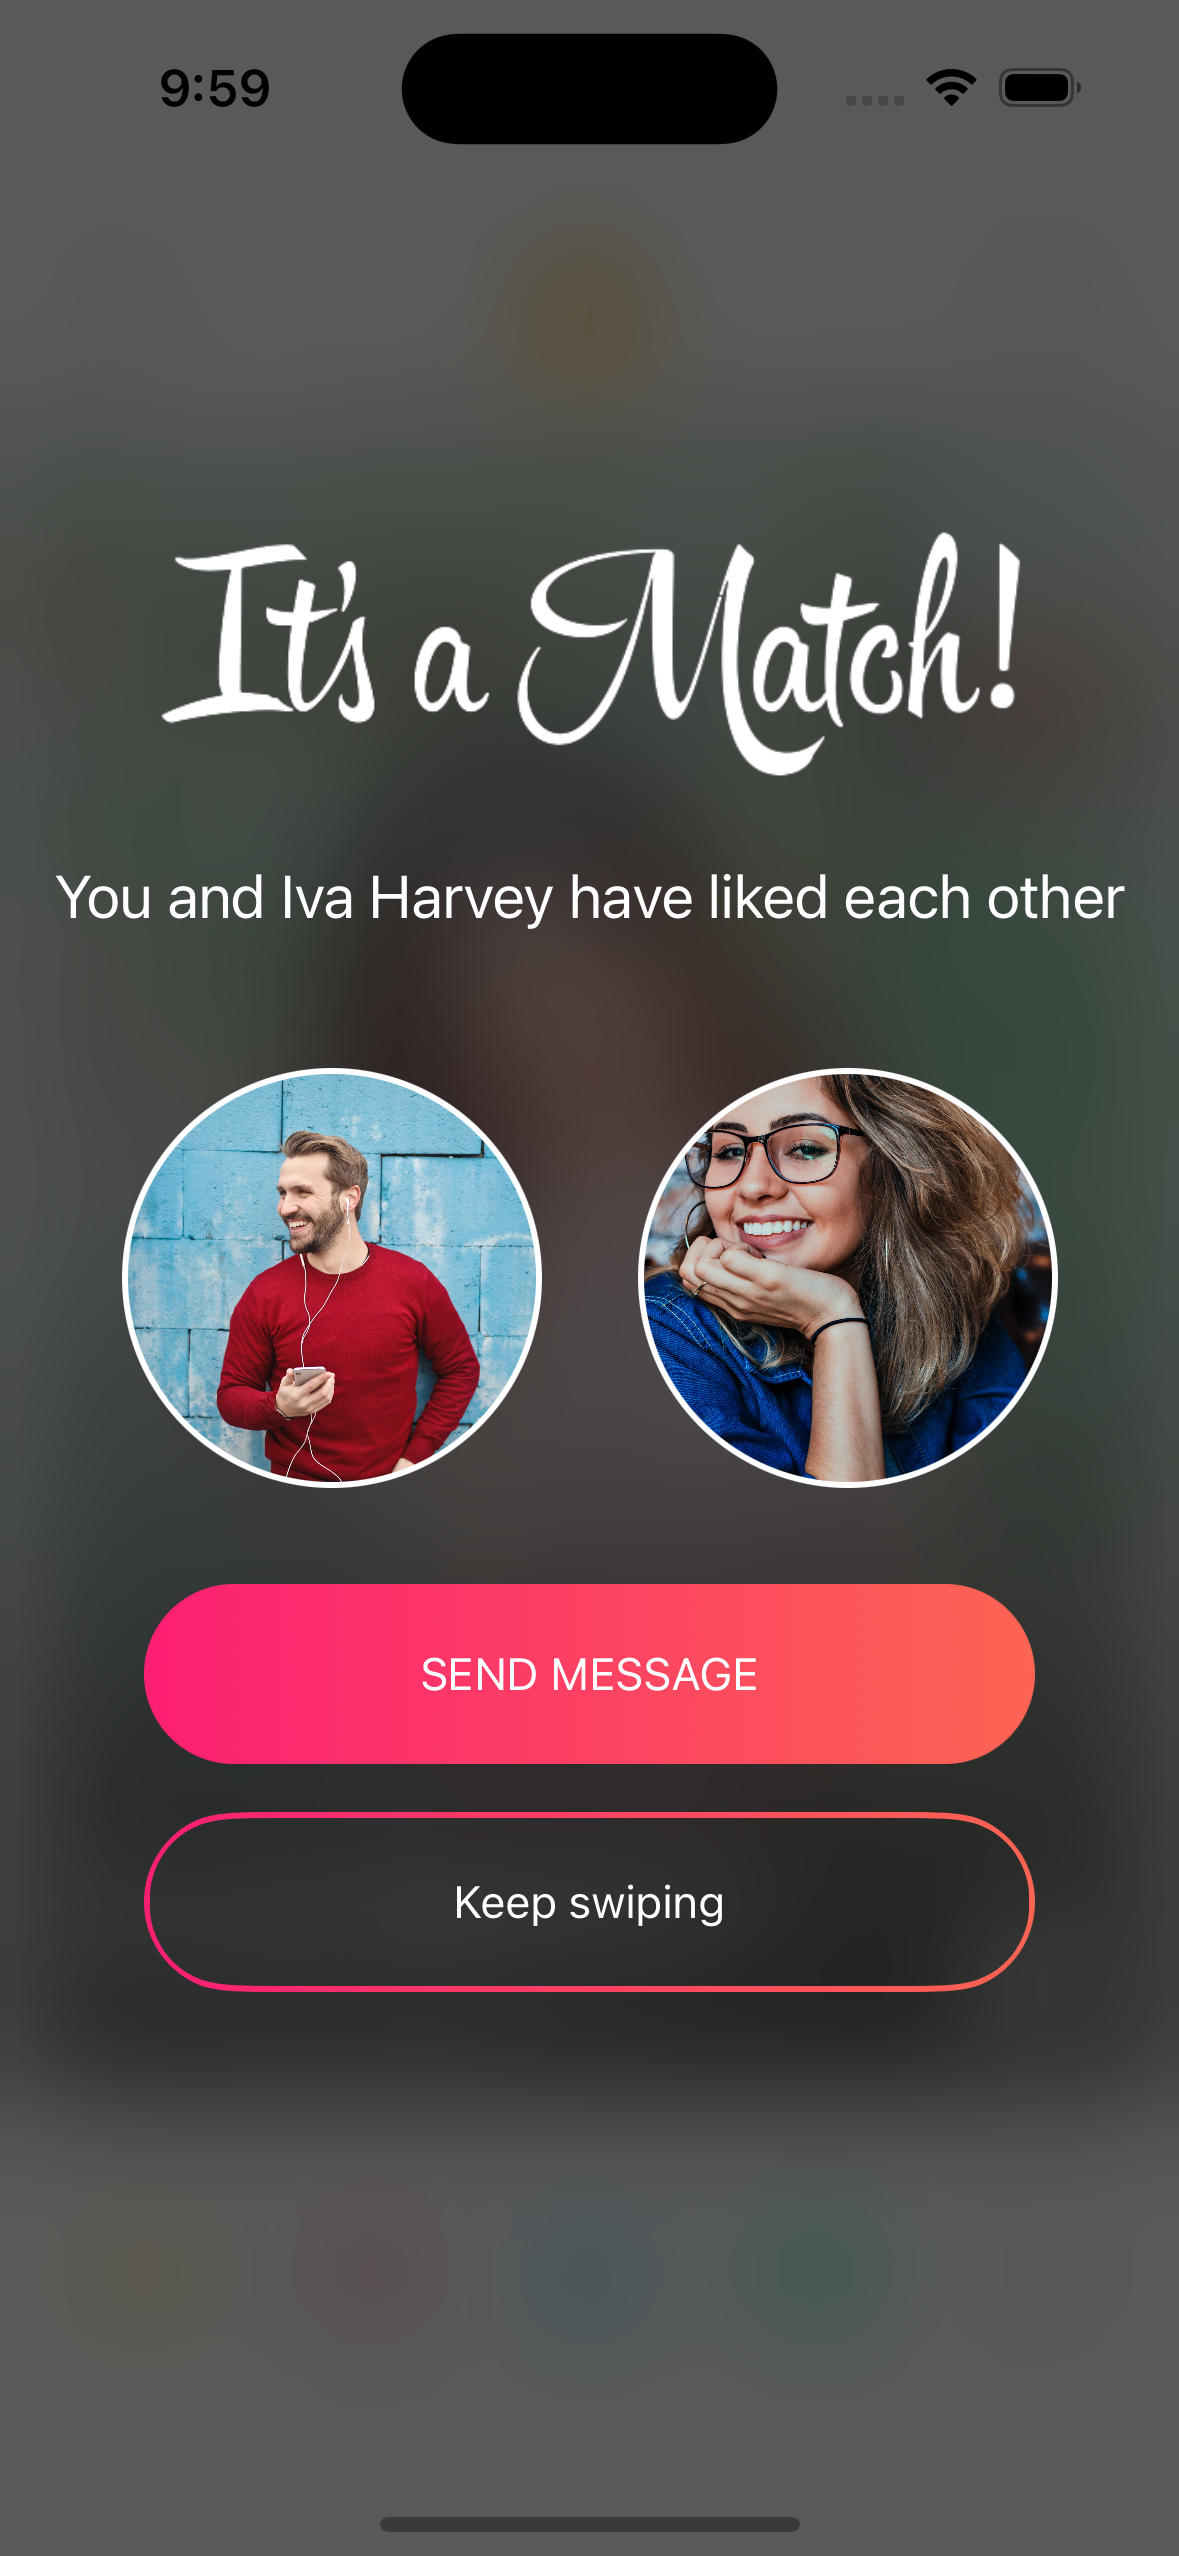 9:59
It's a Match!
You and Iva Harvey have liked each other
SEND MESSAGE
Keep swiping